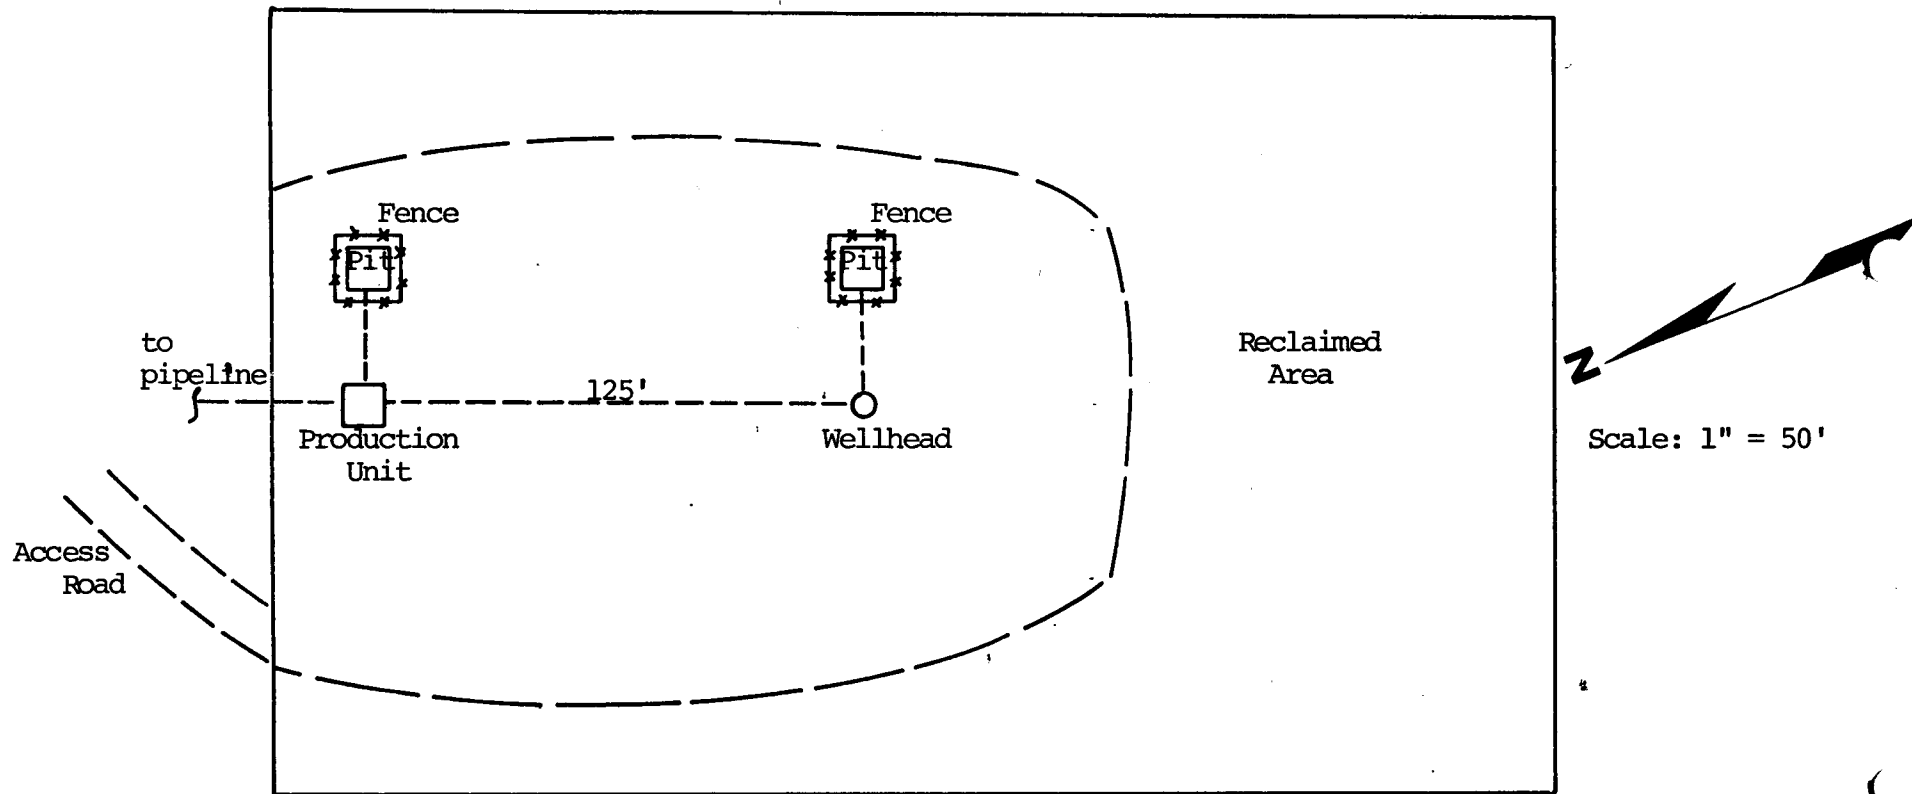 Fence
Fence
Pit
Pit
to
pipeline
125'
Production
Unit
Wellhead
Reclaimed
Area
N
Scale: 1" = 50'
Access
Road